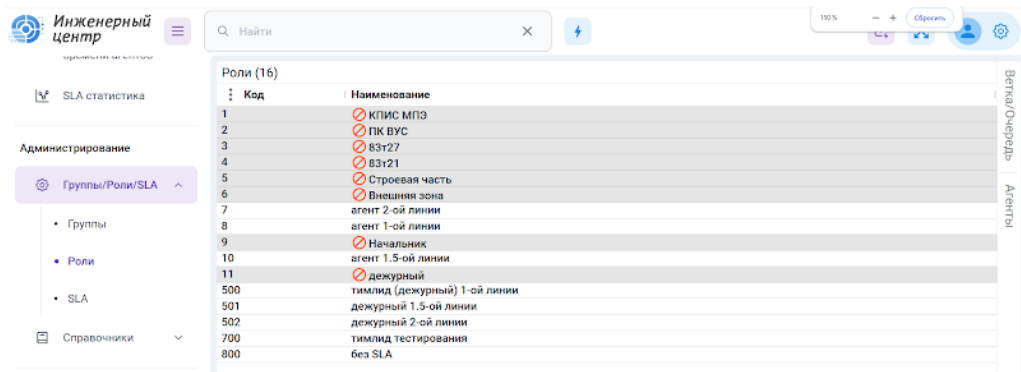 Инженерный
центр
Найти
150 %
Сбросить
времени агентов
SLA статистика
Администрирование
Группы/Роли/SLA
Группы
Роли
SLA
Справочники
Роли (16)
Код Наименование
1 КПИС МПЭ
2 ПК ВУС
3 83т27
4 83т21
5 Строевая часть
6 Внешняя зона
7 агент 2-ой линии
8 агент 1-ой линии
9 Начальник
10 агент 1.5-ой линии
11 дежурный
500 тимлид (дежурный) 1-ой линии
501 дежурный 1.5-ой линии
502 дежурный 2-ой линии
700 тимлид тестирования
800 без SLA
Ветка/Очередь
Агенты